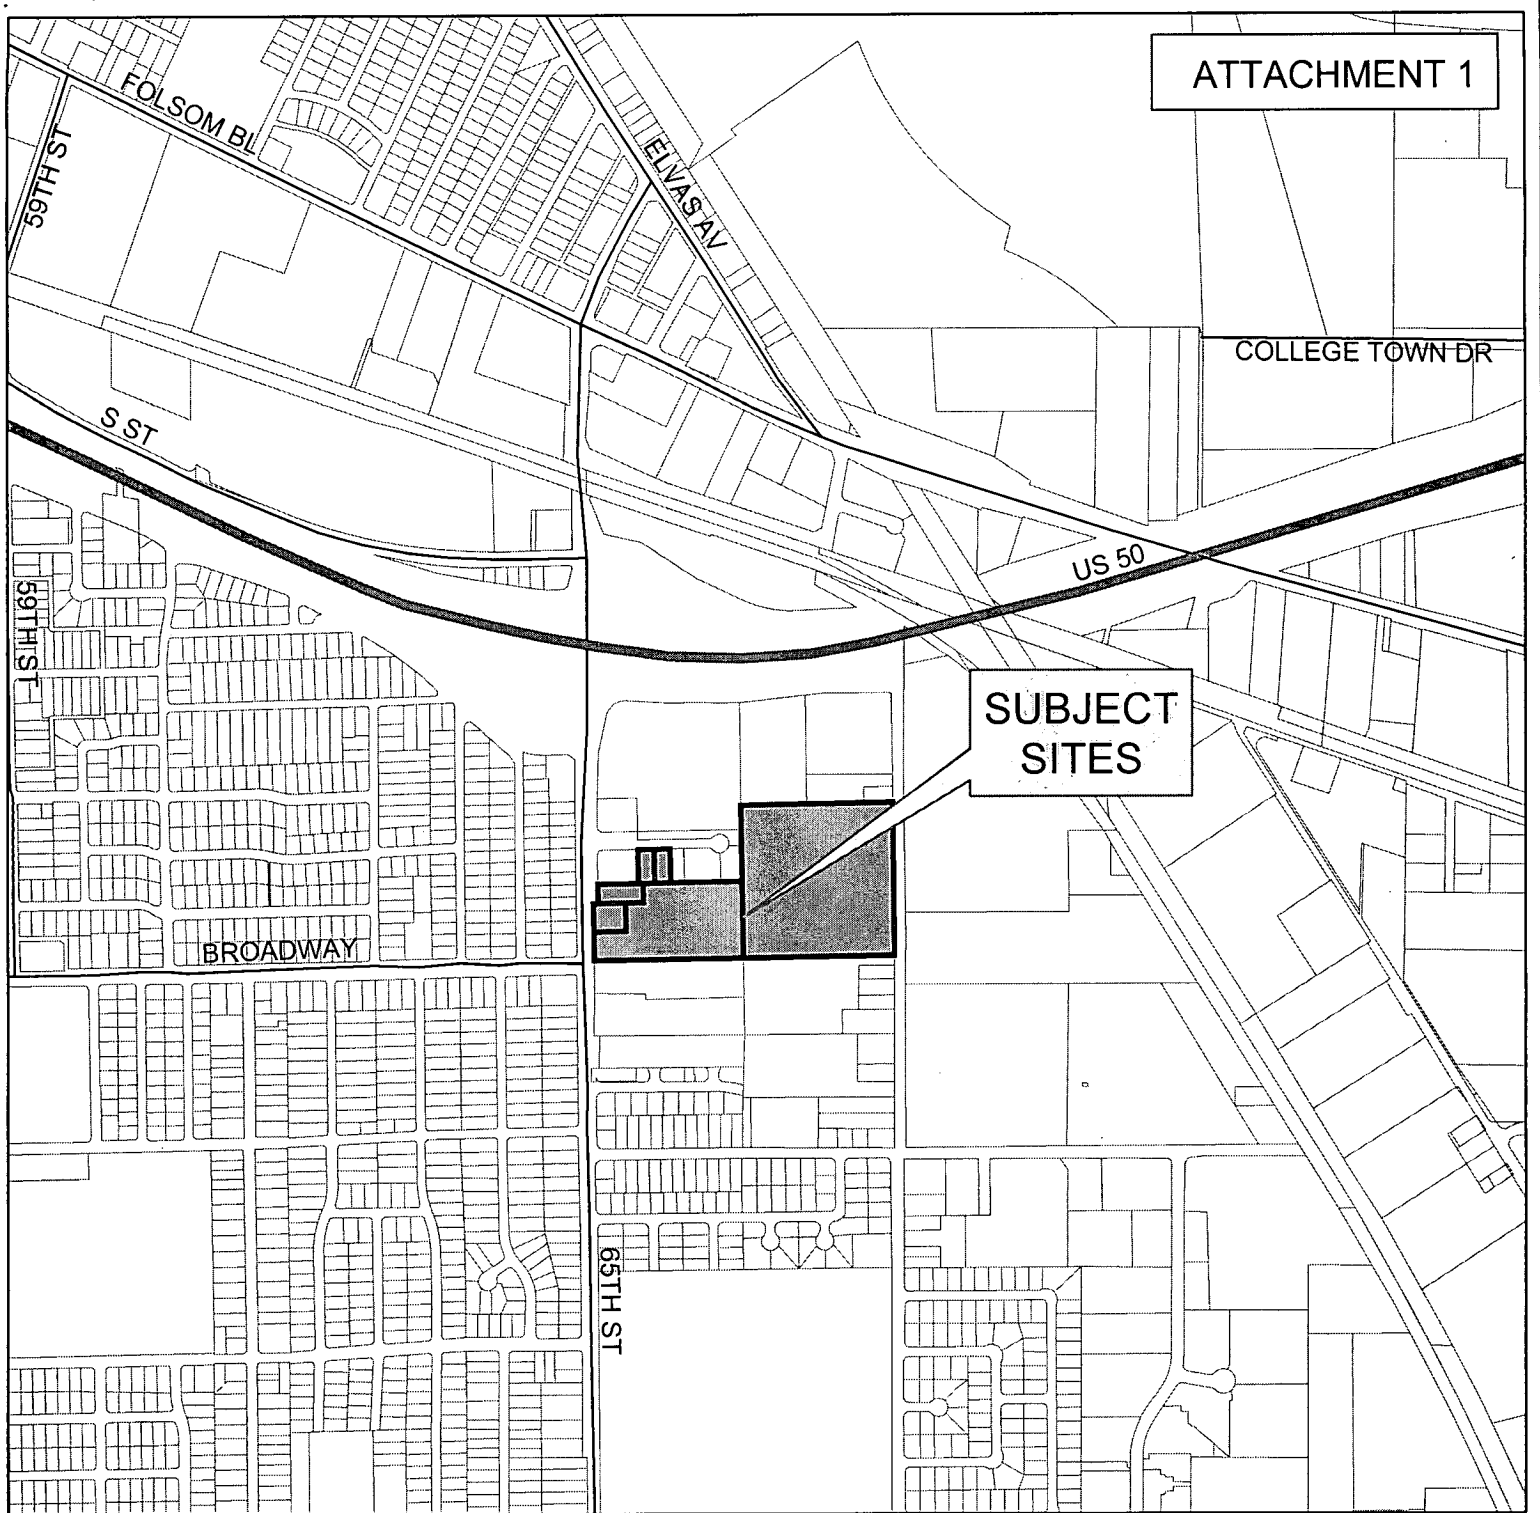 ATTACHMENT 1
FOLSOM BL
59TH ST
ELVAS AV
COLLEGE TOWN DR
S ST
US 50
59TH ST
SUBJECT
SITES
BROADWAY
65TH ST